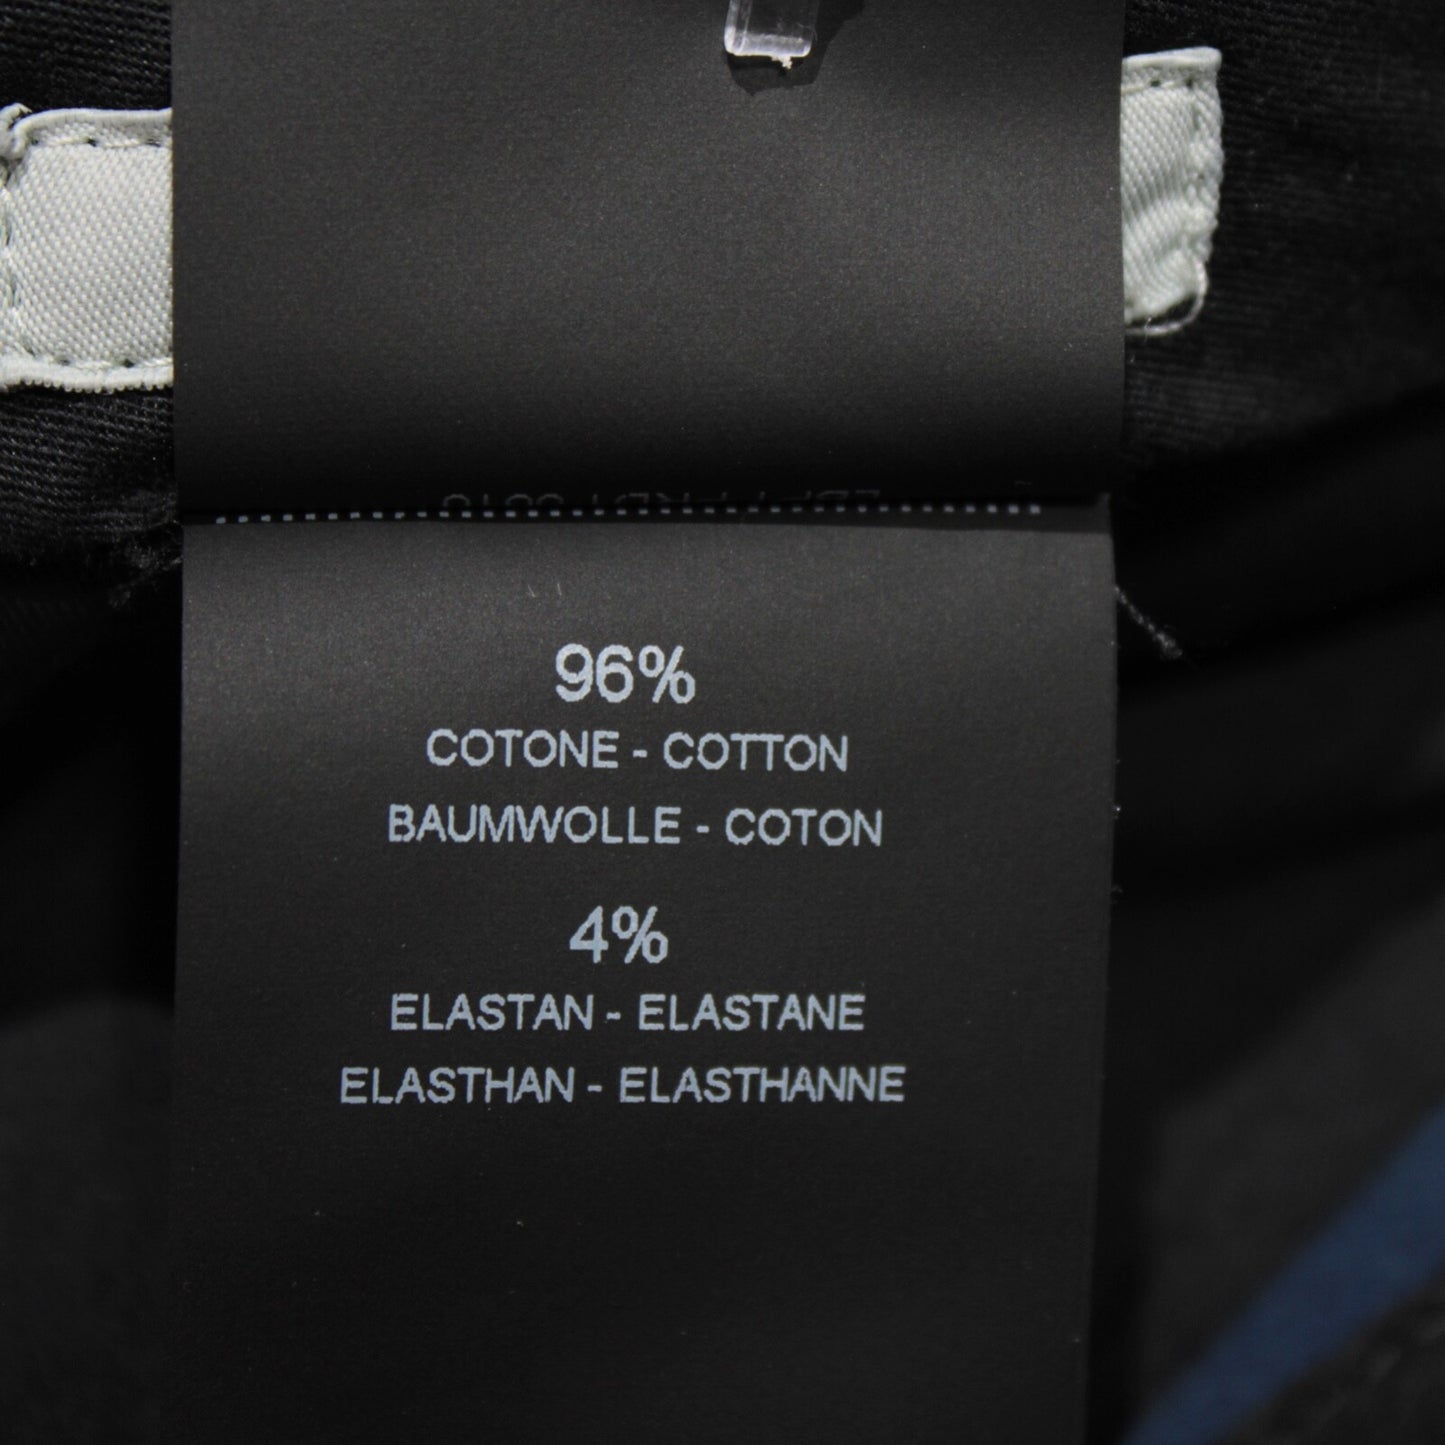 96%
COTONE - COTTON
BAUMWOLLE - COTON
4%
ELASTAN - ELASTANE
ELASTHAN - ELASTHANNE